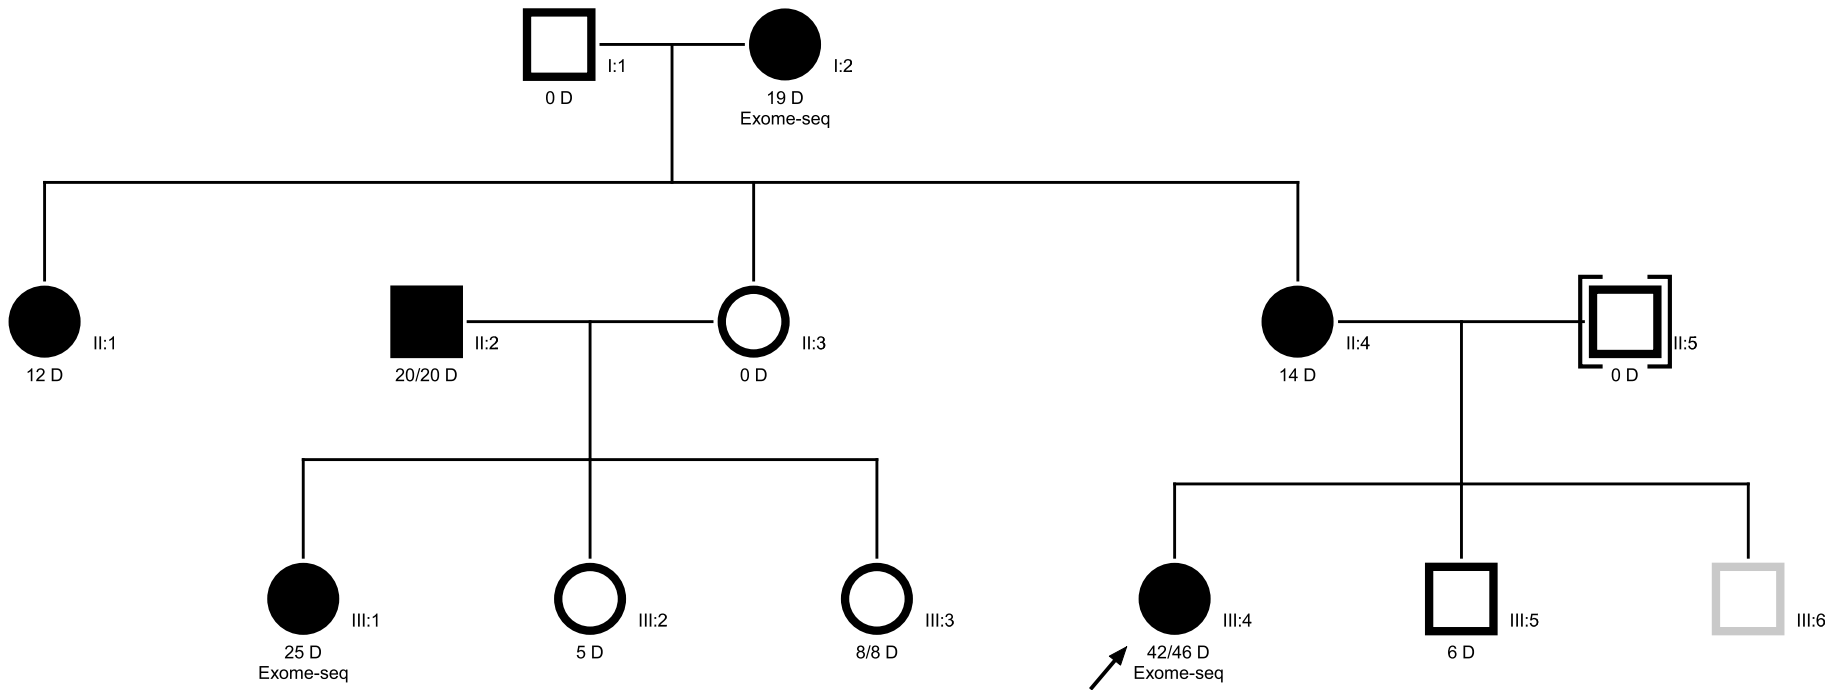 I:1
I:2
0 D
19 D
Exome-seq
II:1
II:2
II:3
II:4
II:5
12 D
20/20 D
0 D
14 D
0 D
III:1
III:2
III:3
III:4
III:5
III:6
25 D
5 D
8/8 D
42/46 D
6 D
Exome-seq
Exome-seq